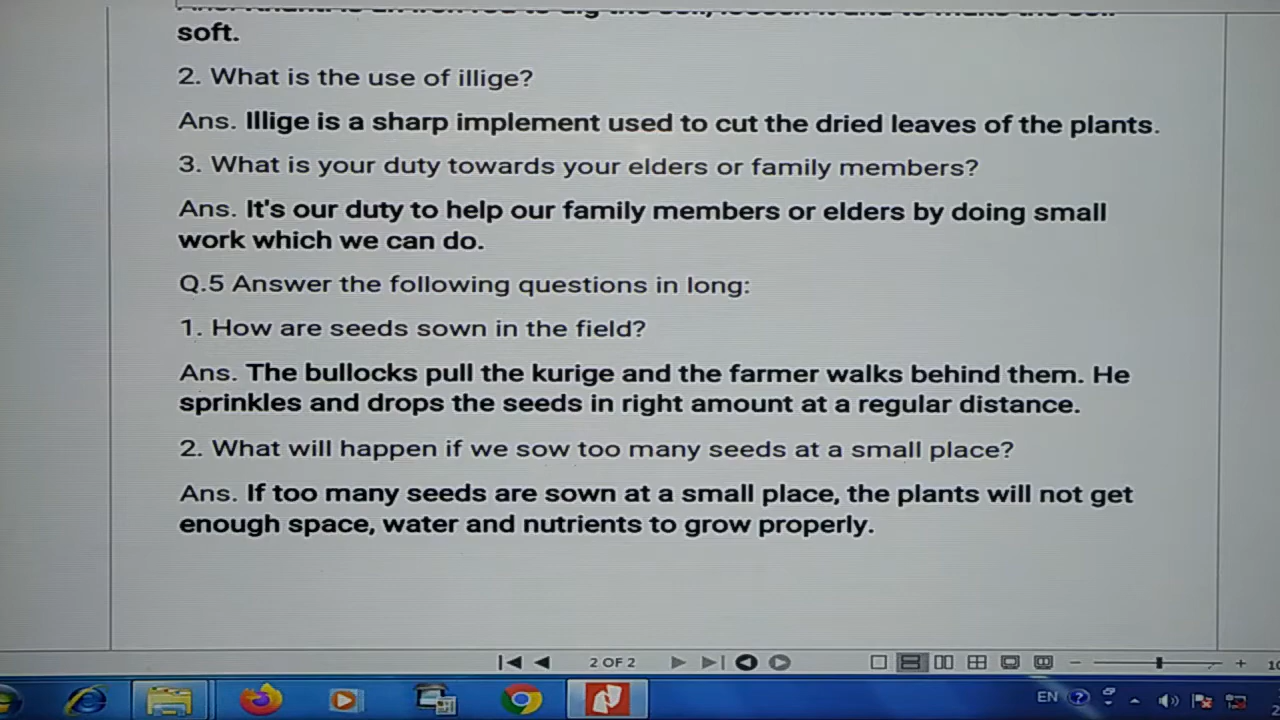 soft.
2. What is the use of illige?
Ans. Illige is a sharp implement used to cut the dried leaves of the plants.
3. What is your duty towards your elders or family members?
Ans. It's our duty to help our family members or elders by doing small
work which we can do.
Q.5 Answer the following questions in long:
1. How are seeds sown in the field?
Ans. The bullocks pull the kurige and the farmer walks behind them. He
sprinkles and drops the seeds in right amount at a regular distance.
2. What will happen if we sow too many seeds at a small place?
Ans. If too many seeds are sown at a small place, the plants will not get
enough space, water and nutrients to grow properly.
2 OF 2
EN